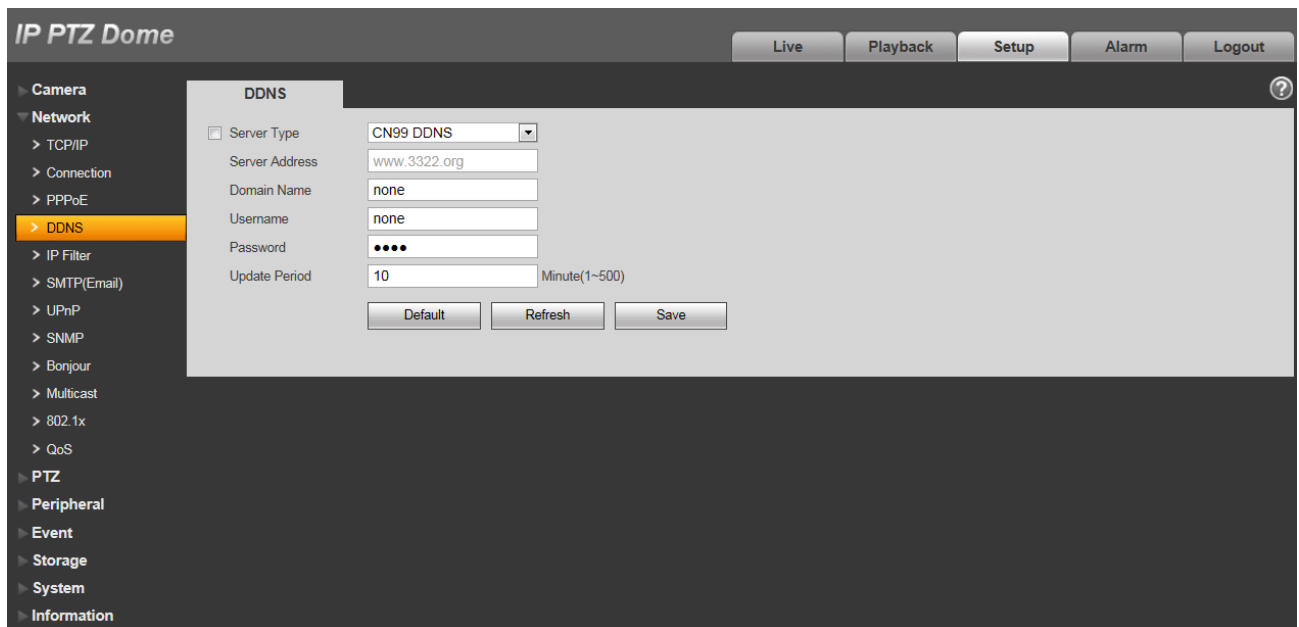 IP PTZ Dome
Live Playback Setup Alarm Logout
Camera
Network
> TCP/IP
> Connection
> PPPoE
> DDNS
> IP Filter
> SMTP(Email)
> UPnP
> SNMP
> Bonjour
> Multicast
> 802.1x
> QoS
PTZ
Peripheral
Event
Storage
System
Information
DDNS
?
Server Type CN99 DDNS
Server Address www.3322.org
Domain Name none
Username none
Password ●●●●
Update Period 10 Minute(1~500)
Default Refresh Save